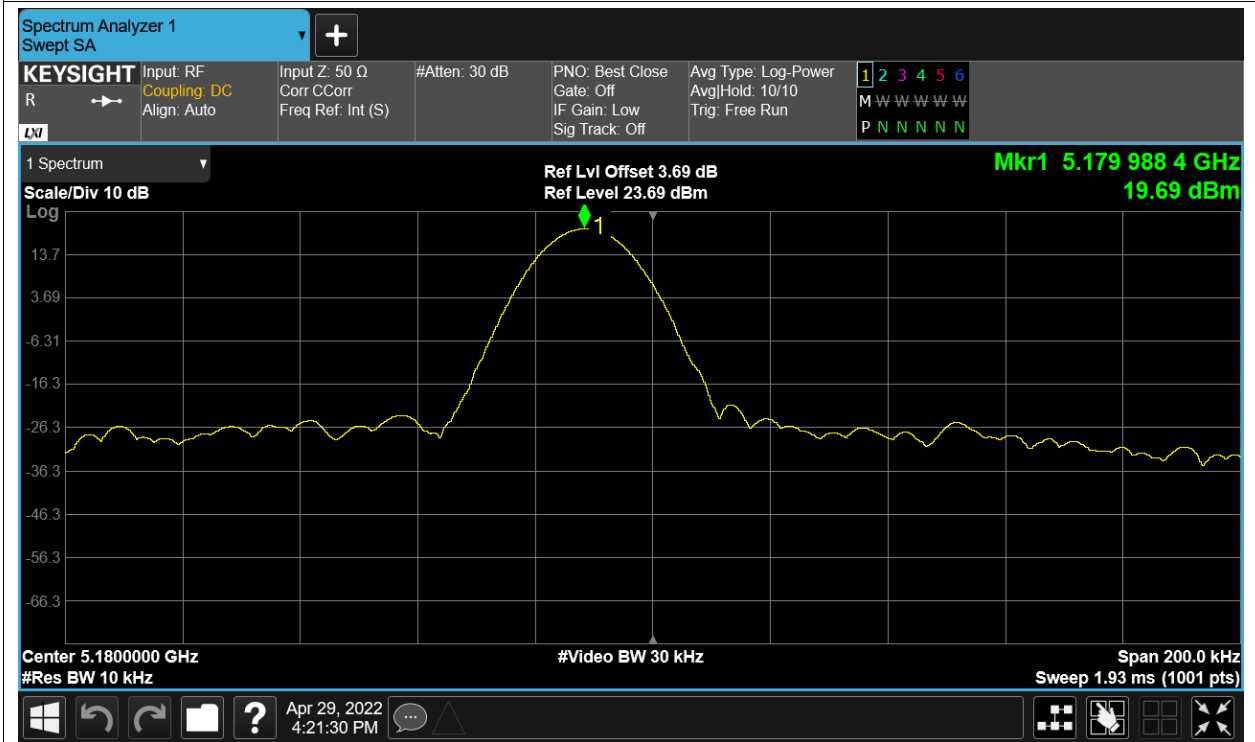 Spectrum Analyzer 1
Swept SA
+
KEYSIGHT
R
LXI
Input: RF
Coupling: DC
Align: Auto
Input Z: 50 Ω
Corr CCorr
Freq Ref: Int (S)
#Atten: 30 dB
PNO: Best Close
Gate: Off
IF Gain: Low
Sig Track: Off
Avg Type: Log-Power
Avg|Hold: 10/10
Trig: Free Run
1 2 3 4 5 6
M W W W W W
P N N N N N
1 Spectrum
Scale/Div 10 dB
Log
Ref Lvl Offset 3.69 dB
Ref Level 23.69 dBm
Mkr1 5.179 988 4 GHz
19.69 dBm
1
13.7
3.69
-6.31
-16.3
-26.3
-36.3
-46.3
-56.3
-66.3
Center 5.1800000 GHz
#Res BW 10 kHz
#Video BW 30 kHz
Span 200.0 kHz
Sweep 1.93 ms (1001 pts)
?
Apr 29, 2022
4:21:30 PM